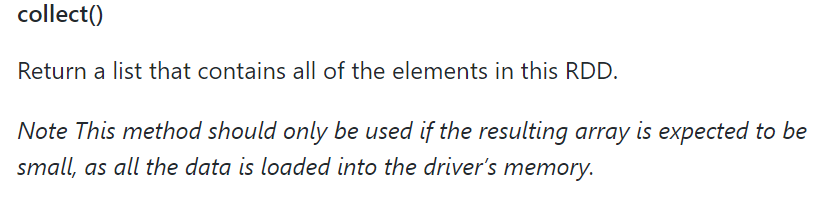 collect()
Return a list that contains all of the elements in this RDD.
Note This method should only be used if the resulting array is expected to be
small, as all the data is loaded into the driver’s memory.